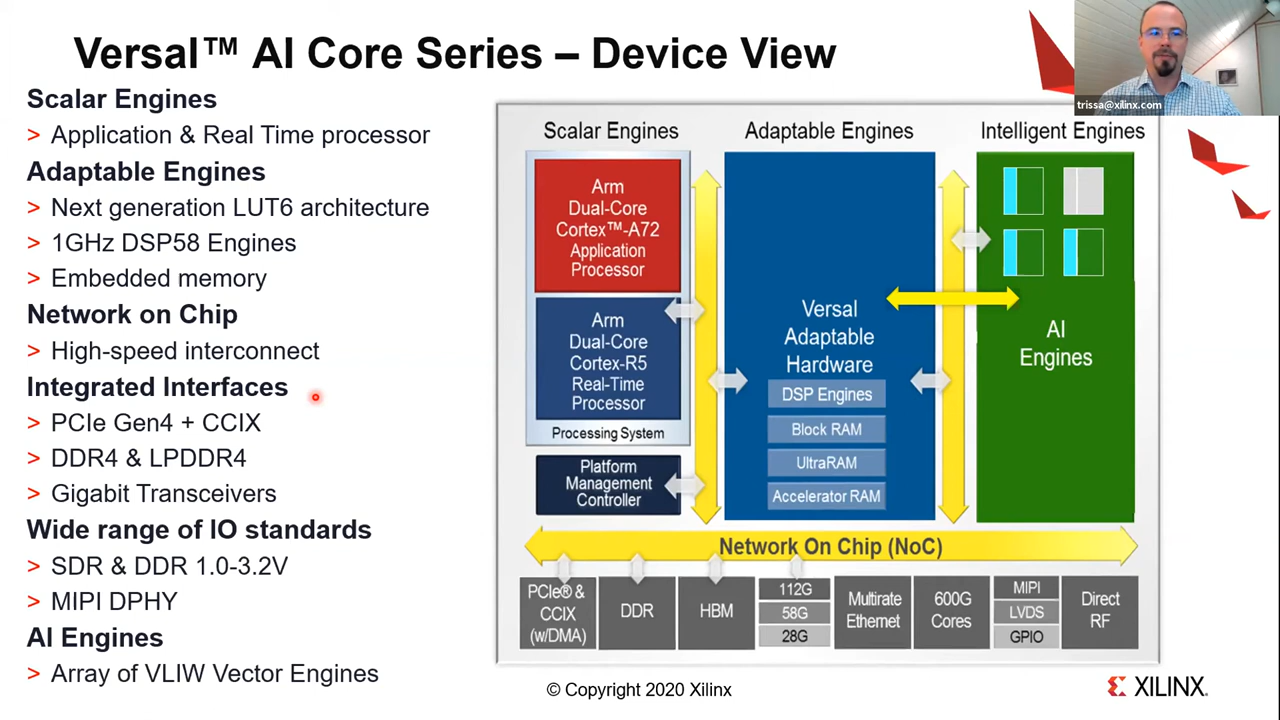 Versal™ AI Core Series – Device View
trissa@xilinx.com
Scalar Engines
> Application & Real Time processor
Adaptable Engines
> Next generation LUT6 architecture
> 1GHz DSP58 Engines
> Embedded memory
Network on Chip
> High-speed interconnect
Integrated Interfaces
> PCIe Gen4 + CCIX
> DDR4 & LPDDR4
> Gigabit Transceivers
Wide range of IO standards
> SDR & DDR 1.0-3.2V
> MIPI DPHY
AI Engines
> Array of VLIW Vector Engines
Scalar Engines
Arm
Dual-Core
Cortex™-A72
Application
Processor
Arm
Dual-Core
Cortex-R5
Real-Time
Processor
Processing System
Platform
Management
Controller
Adaptable Engines
Versal
Adaptable
Hardware
DSP Engines
Block RAM
UltraRAM
Accelerator RAM
Intelligent Engines
AI
Engines
Network On Chip (NoC)
PCIe® &
CCIX
(w/DMA)
DDR
HBM
112G
58G
28G
Multirate
Ethernet
600G
Cores
MIPI
LVDS
GPIO
Direct
RF
© Copyright 2020 Xilinx
XILINX